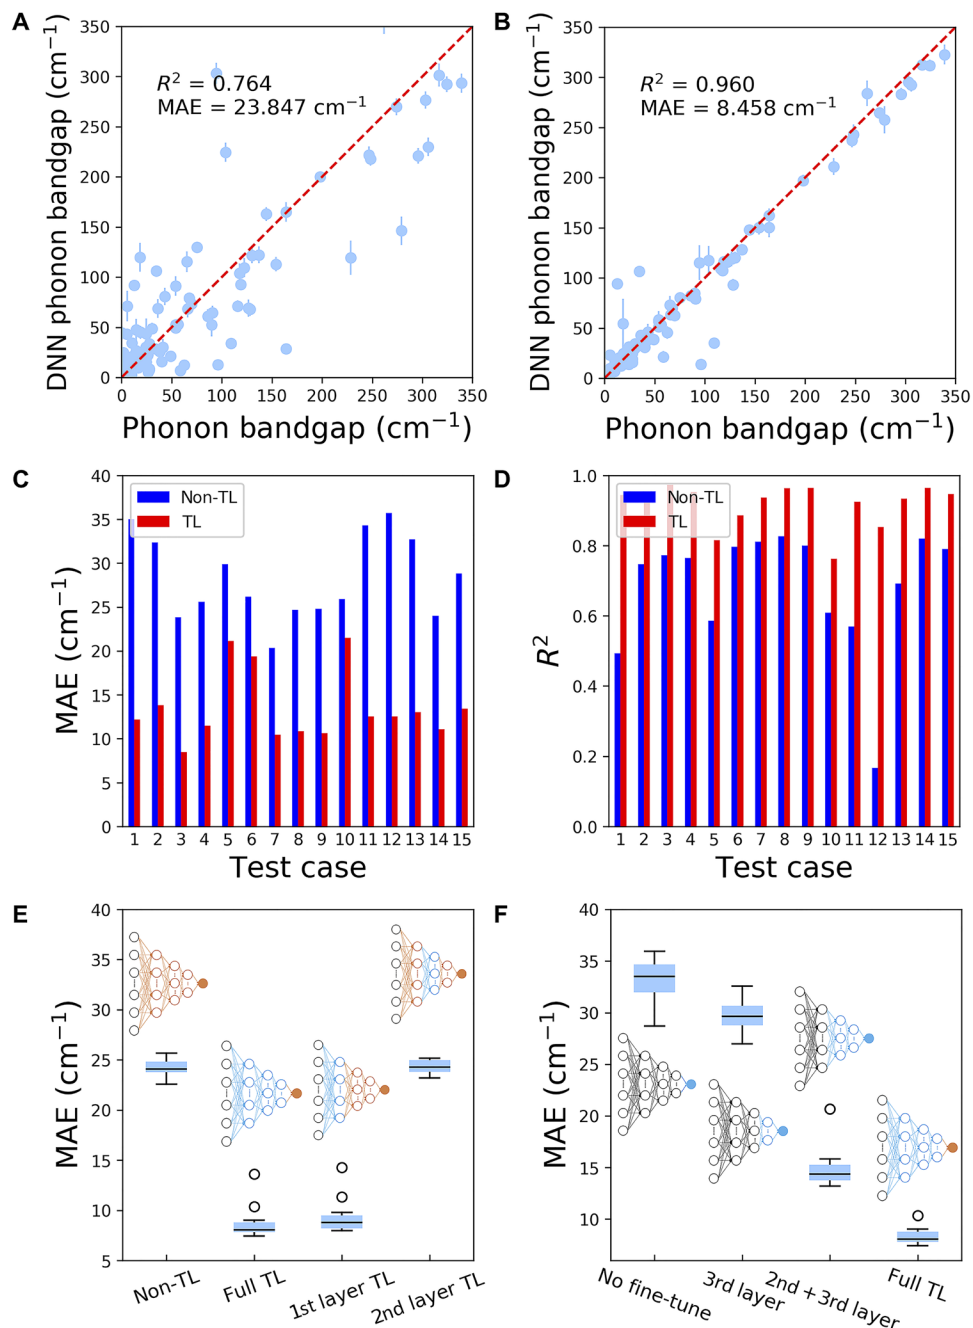 A
DNN phonon bandgap (cm⁻¹)
350
300
250
200
150
100
50
0
R² = 0.764
MAE = 23.847 cm⁻¹
0 50 100 150 200 250 300 350
Phonon bandgap (cm⁻¹)
B
DNN phonon bandgap (cm⁻¹)
350
300
250
200
150
100
50
0
R² = 0.960
MAE = 8.458 cm⁻¹
0 50 100 150 200 250 300 350
Phonon bandgap (cm⁻¹)
C
MAE (cm⁻¹)
40
35
30
25
20
15
10
5
0
Non-TL
TL
1 2 3 4 5 6 7 8 9 10 11 12 13 14 15
Test case
D
R²
1.0
0.8
0.6
0.4
0.2
0.0
Non-TL
TL
1 2 3 4 5 6 7 8 9 10 11 12 13 14 15
Test case
E
MAE (cm⁻¹)
40
35
30
25
20
15
10
5
Non-TL
Full TL
1st layer TL
2nd layer TL
F
MAE (cm⁻¹)
40
35
30
25
20
15
10
No fine-tune
3rd layer
2nd + 3rd layer
Full TL